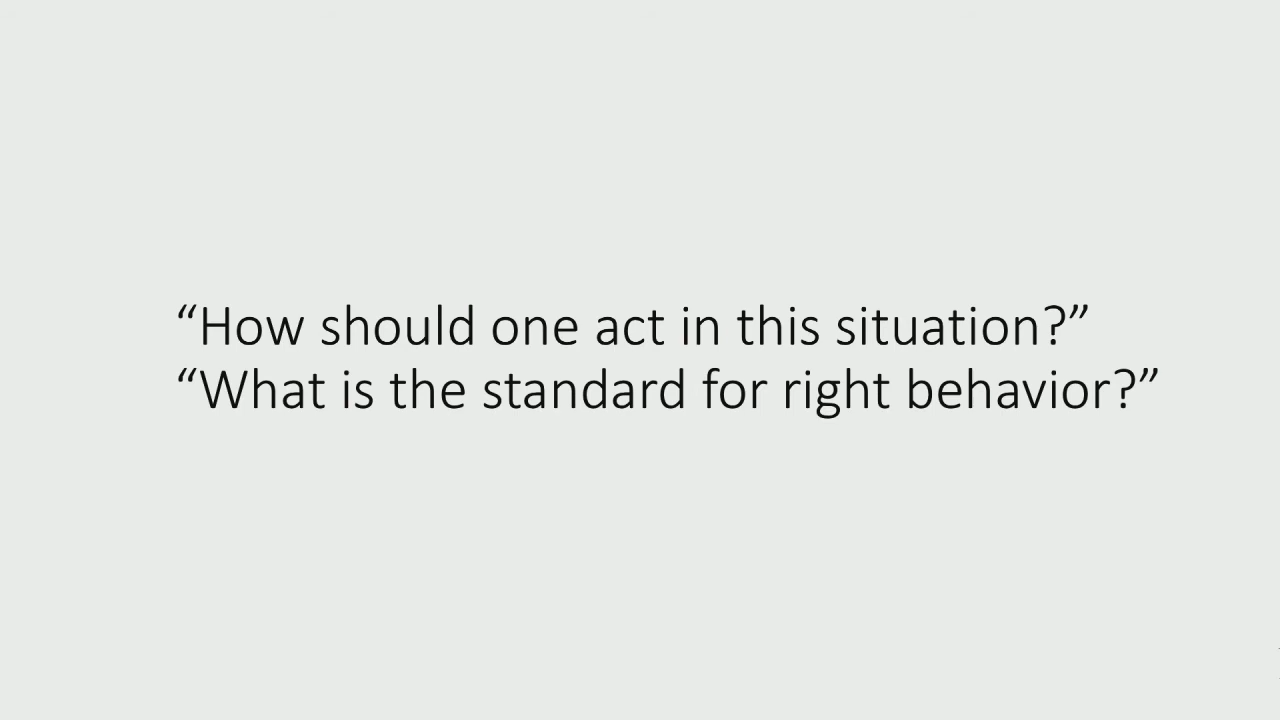 “How should one act in this situation?”
“What is the standard for right behavior?”